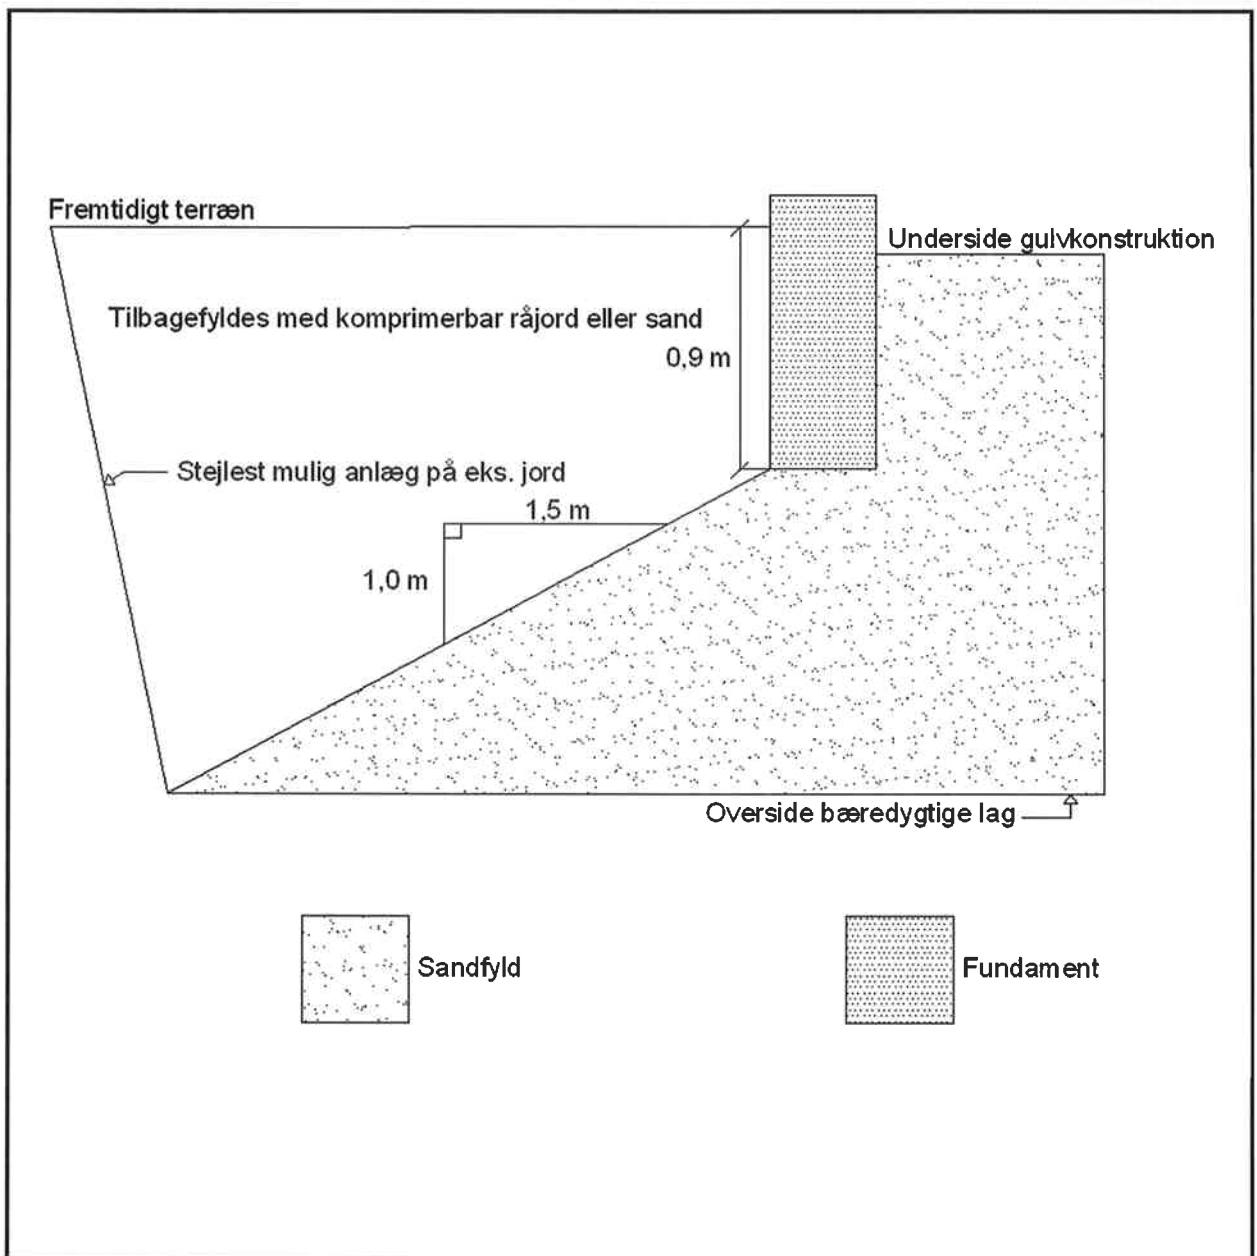 Fremtidigt terræn
Underside gulvkonstruktion
Tilbagefyldes med komprimerbar råjord eller sand
0,9 m
Stejlest mulig anlæg på eks. jord
1,5 m
1,0 m
Overside bæredygtige lag
Sandfyld
Fundament